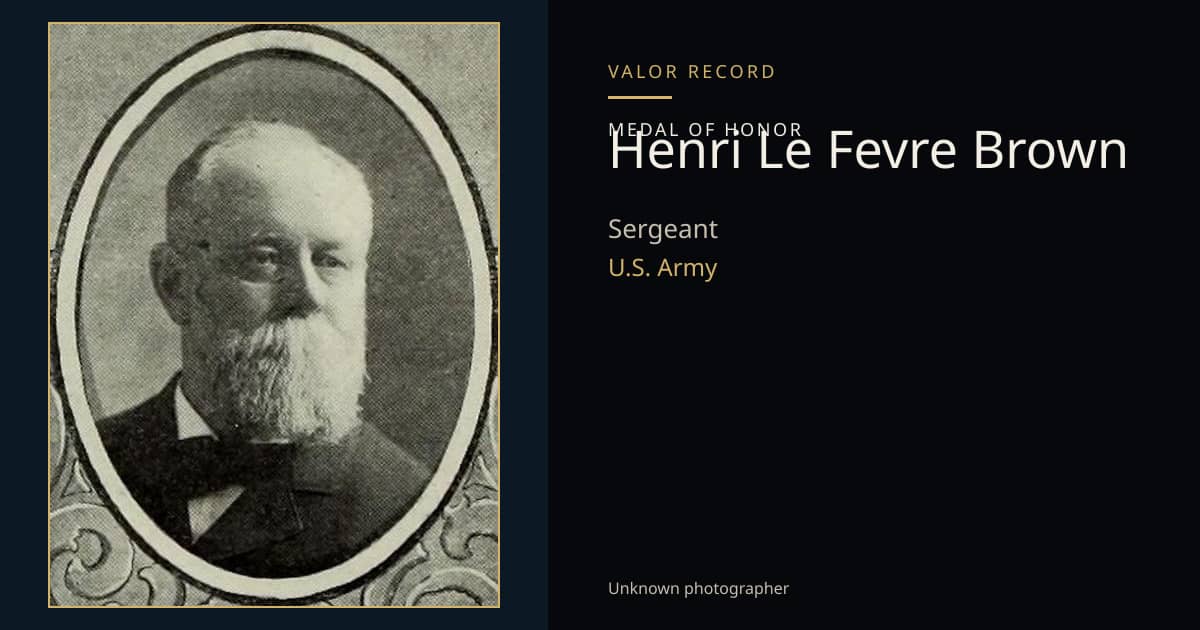 VALOR RECORD
MEDAL OF HONOR
Henri Le Fevre Brown
Sergeant
U.S. Army
Unknown photographer